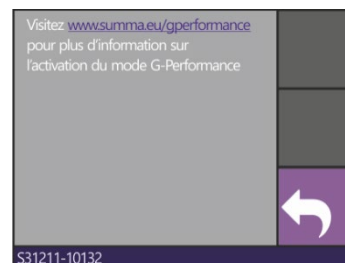 Visitez www.summa.eu/gperformance
pour plus d'information sur
l'activation du mode G-Performance
S31211-10132